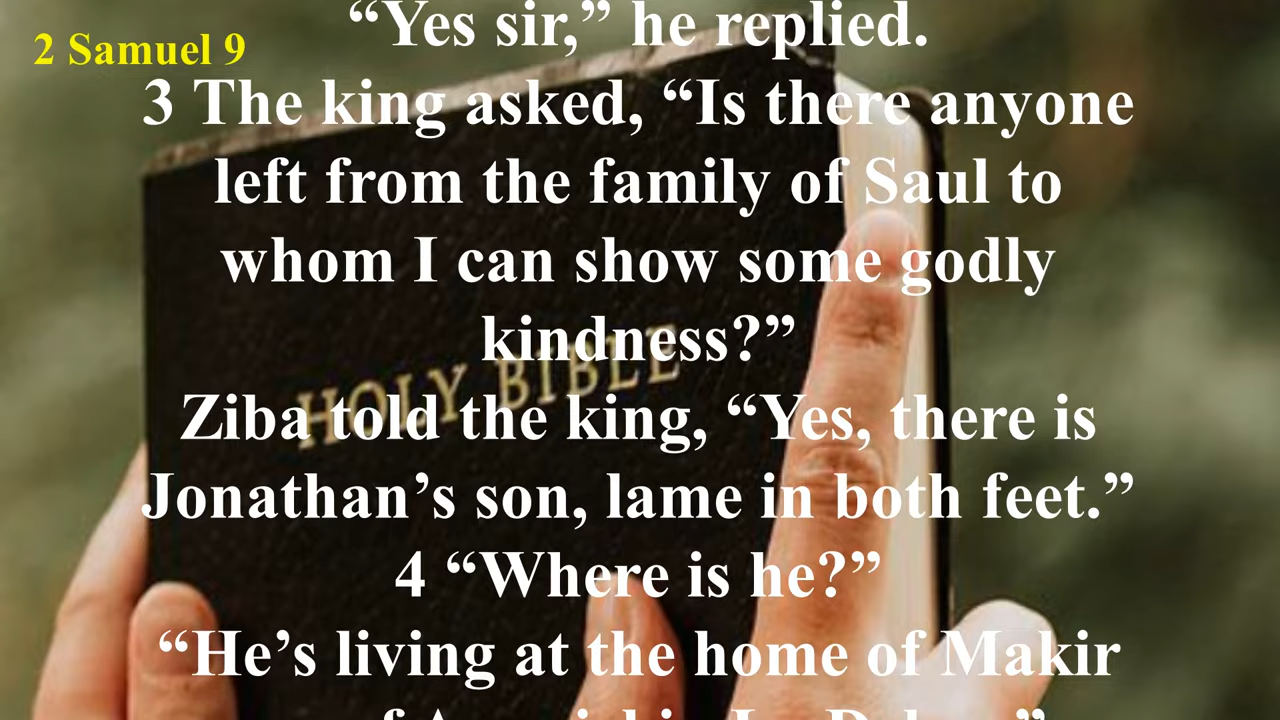 “Yes sir,” he replied.
2 Samuel 9
3 The king asked, “Is there anyone
left from the family of Saul to
whom I can show some godly
kindness?”
HOLY BIBLE
Ziba told the king, “Yes, there is
Jonathan’s son, lame in both feet.”
4 “Where is he?”
“He’s living at the home of Makir